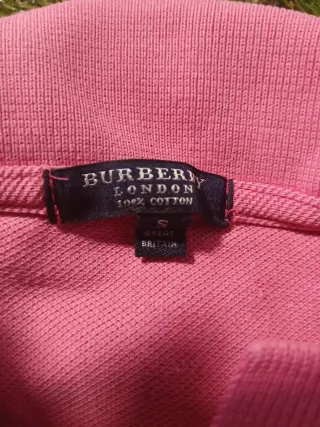 BURBERRY
LONDON
100% COTTON
S
GREAT
BRITAIN